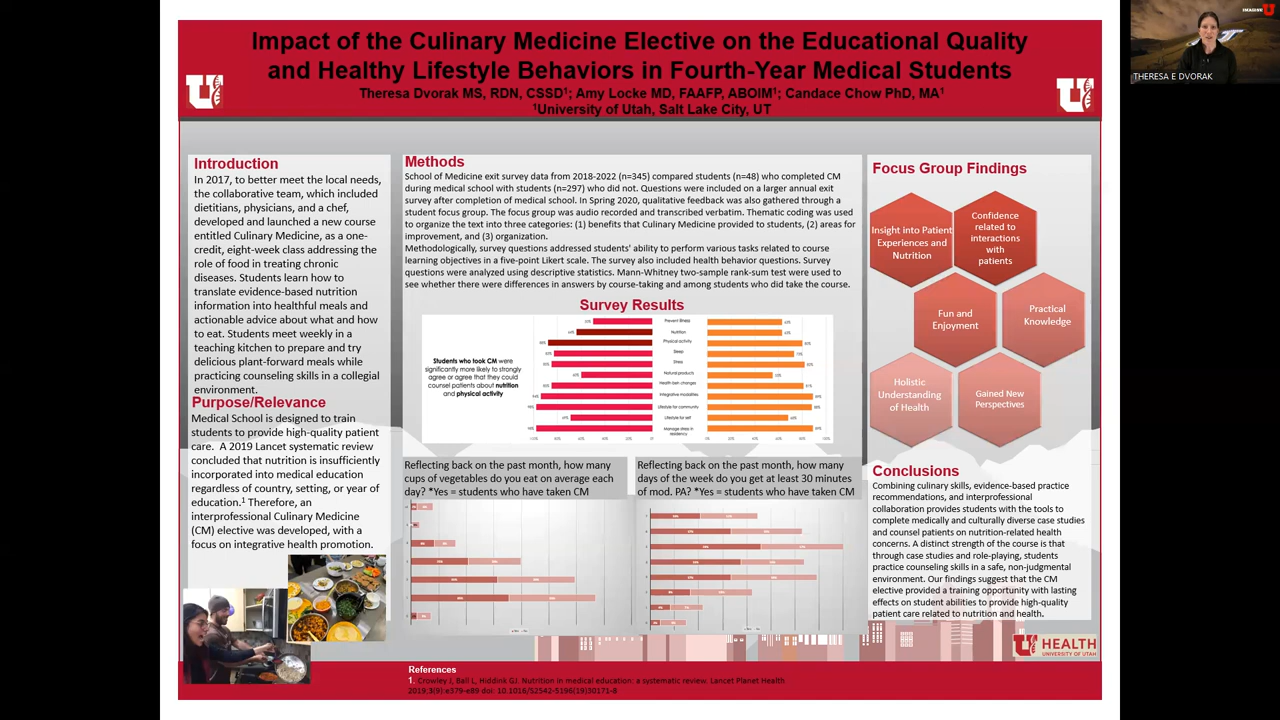 Impact of the Culinary Medicine Elective on the Educational Quality
and Healthy Lifestyle Behaviors in Fourth-Year Medical Students
Theresa Dvorak MS, RDN, CSSD¹; Amy Locke MD, FAAFP, ABOIM¹; Candace Chow PhD, MA¹
¹University of Utah, Salt Lake City, UT
THERESA E DVORAK
Introduction
In 2017, to better meet the local needs,
the collaborative team, which included
dietitians, physicians, and a chef,
developed and launched a new course
entitled Culinary Medicine, as a one-
credit, eight-week class addressing the
role of food in treating chronic
diseases. Students learn how to
translate evidence-based nutrition
information into healthful meals and
actionable advice about what and how
to eat. Students meet weekly in a
teaching kitchen to prepare and try
delicious plant-forward meals while
practicing counseling skills in a collegial
environment.
Purpose/Relevance
Medical School is designed to train
students to provide high-quality patient
care. A 2019 Lancet systematic review
concluded that nutrition is insufficiently
incorporated into medical education
regardless of country, setting, or year of
education.¹ Therefore, an
interprofessional Culinary Medicine
(CM) elective was developed, with a
focus on integrative health promotion.
Methods
School of Medicine exit survey data from 2018-2022 (n=345) compared students (n=48) who completed CM
during medical school with students (n=297) who did not. Questions were included on a larger annual exit
survey after completion of medical school. In Spring 2020, qualitative feedback was also gathered through a
student focus group. The focus group was audio recorded and transcribed verbatim. Thematic coding was used
to organize the text into three categories: (1) benefits that Culinary Medicine provided to students, (2) areas for
improvement, and (3) organization.
Methodologically, survey questions addressed students' ability to perform various tasks related to course
learning objectives in a five-point Likert scale. The survey also included health behavior questions. Survey
questions were analyzed using descriptive statistics. Mann-Whitney two-sample rank-sum test were used to
see whether there were differences in answers by course-taking and among students who did take the course.
Survey Results
Students who took CM were
significantly more likely to strongly
agree or agree that they could
counsel patients about nutrition
and physical activity
Prevent illness
Nutrition
Physical activity
Sleep
Stress
Natural products
Health behr changes
Integrative modalities
Lifestyle for community
Lifestyle for self
Manage stress in
residency
Reflecting back on the past month, how many
cups of vegetables do you eat on average each
day? *Yes = students who have taken CM
Reflecting back on the past month, how many
days of the week do you get at least 30 minutes
of mod. PA? *Yes = students who have taken CM
Focus Group Findings
Insight into Patient
Experiences and
Nutrition
Confidence
related to
interactions
with
patients
Fun and
Enjoyment
Practical
Knowledge
Holistic
Understanding
of Health
Gained New
Perspectives
Conclusions
Combining culinary skills, evidence-based practice
recommendations, and interprofessional
collaboration provides students with the tools to
complete medically and culturally diverse case studies
and counsel patients on nutrition-related health
concerns. A distinct strength of the course is that
through case studies and role-playing, students
practice counseling skills in a safe, non-judgmental
environment. Our findings suggest that the CM
elective provided a training opportunity with lasting
effects on student abilities to provide high-quality
patient care related to nutrition and health.
HEALTH
UNIVERSITY OF UTAH
References
1. Crowley J, Ball L, Hiddink GJ. Nutrition in medical education: a systematic review. Lancet Planet Health
2019;3(9):e379-e89 doi: 10.1016/S2542-5196(19)30171-8